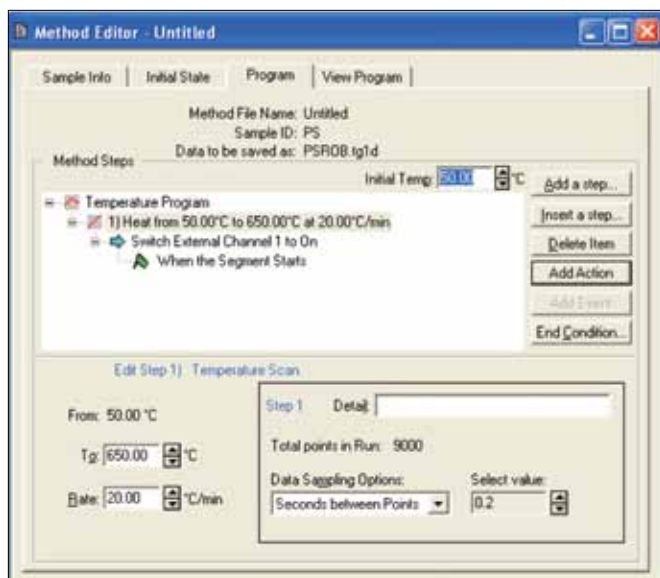 Method Editor - Untitled
Sample Info Initial State Program View Program
Method File Name: Untitled
Sample ID: PS
Data to be saved as: PSROB.tg1d
Method Steps
Initial Temp: 50.00 °C
Temperature Program
1) Heat from 50.00°C to 650.00°C at 20.00°C/min
Switch External Channel 1 to On
When the Segment Starts
Add a step...
Insert a step...
Delete Item
Add Action
Add Event
End Condition...
Edit Step 1) Temperature Scan
From: 50.00 °C
To: 650.00 °C
Rate: 20.00 °C/min
Step 1 Detail:
Total points in Run: 9000
Data Sampling Options: Select value:
Seconds between Points 0.2